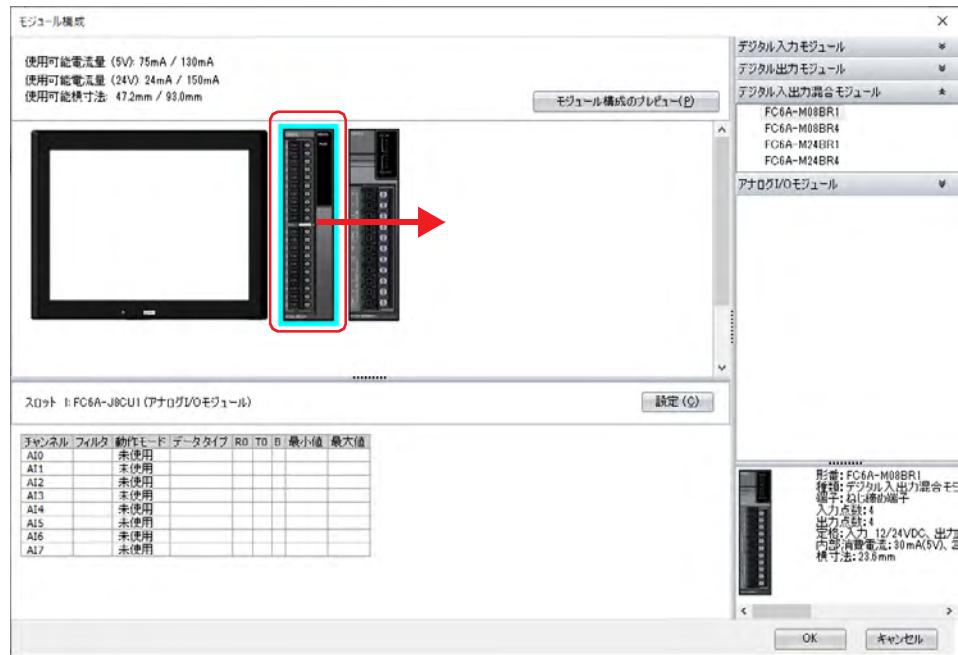 モジュール構成
使用可能電流量 (5V): 75mA / 130mA
使用可能電流量 (24V): 24mA / 150mA
使用可能横寸法: 47.2mm / 93.0mm
モジュール構成のプレビュー(P)
デジタル入力モジュール
デジタル出力モジュール
デジタル入出力混合モジュール
FC6A-M08BR1
FC6A-M08BR4
FC6A-M24BR1
FC6A-M24BR4
アナログI/Oモジュール
スロット 1: FC6A-J8CU1 (アナログI/Oモジュール)
設定(C)
チャンネル フィルタ 動作モード データタイプ R0 T0 B 最小値 最大値
AI0 未使用
AI1 未使用
AI2 未使用
AI3 未使用
AI4 未使用
AI5 未使用
AI6 未使用
AI7 未使用
形番: FC6A-M08BR1
種類: デジタル入出力混合モ
端子: ねじ締め端子
入力点数: 4
出力点数: 4
定格: 入力 12/24VDC、出力
内部消費電流: 30mA(5V)、
横寸法: 23.6mm
OK
キャンセル